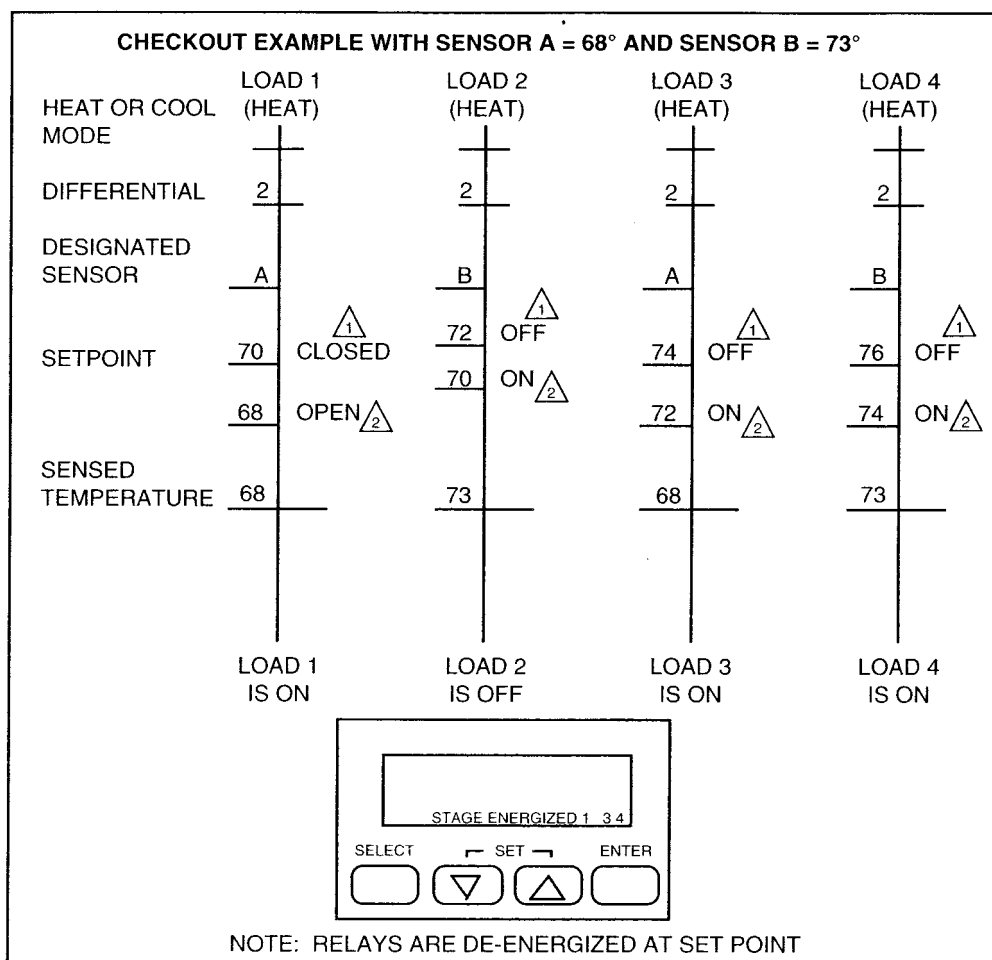 CHECKOUT EXAMPLE WITH SENSOR A = 68° AND SENSOR B = 73°
LOAD 1 LOAD 2 LOAD 3 LOAD 4
HEAT OR COOL (HEAT) (HEAT) (HEAT) (HEAT)
MODE
DIFFERENTIAL 2 2 2 2
DESIGNATED
SENSOR A B A B
1 1 1 1
SETPOINT 70 CLOSED 72 OFF 74 OFF 76 OFF
70 ON 2
68 OPEN 2 72 ON 2 74 ON 2
SENSED
TEMPERATURE 68 73 68 73
LOAD 1 LOAD 2 LOAD 3 LOAD 4
IS ON IS OFF IS ON IS ON
STAGE ENERGIZED 1 3 4
SELECT SET ENTER
NOTE: RELAYS ARE DE-ENERGIZED AT SET POINT